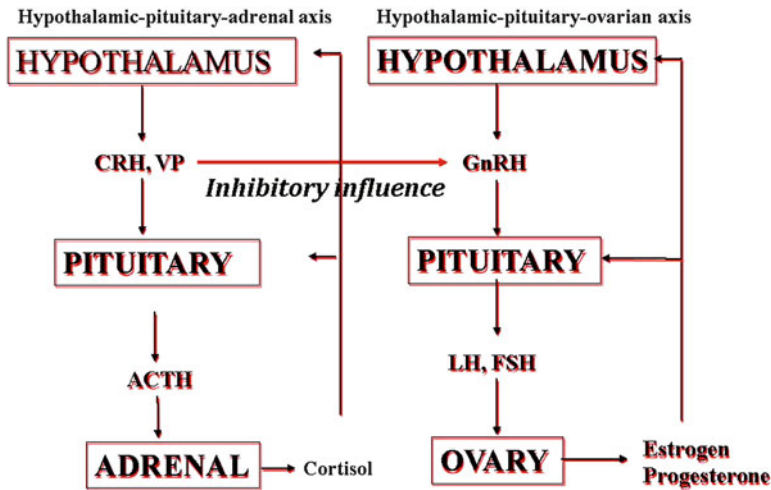 Hypothalamic-pituitary-adrenal axis
HYPOTHALAMUS
CRH, VP
PITUITARY
ACTH
ADRENAL
Cortisol
Inhibitory influence
Hypothalamic-pituitary-ovarian axis
HYPOTHALAMUS
GnRH
PITUITARY
LH, FSH
OVARY
Estrogen
Progesterone